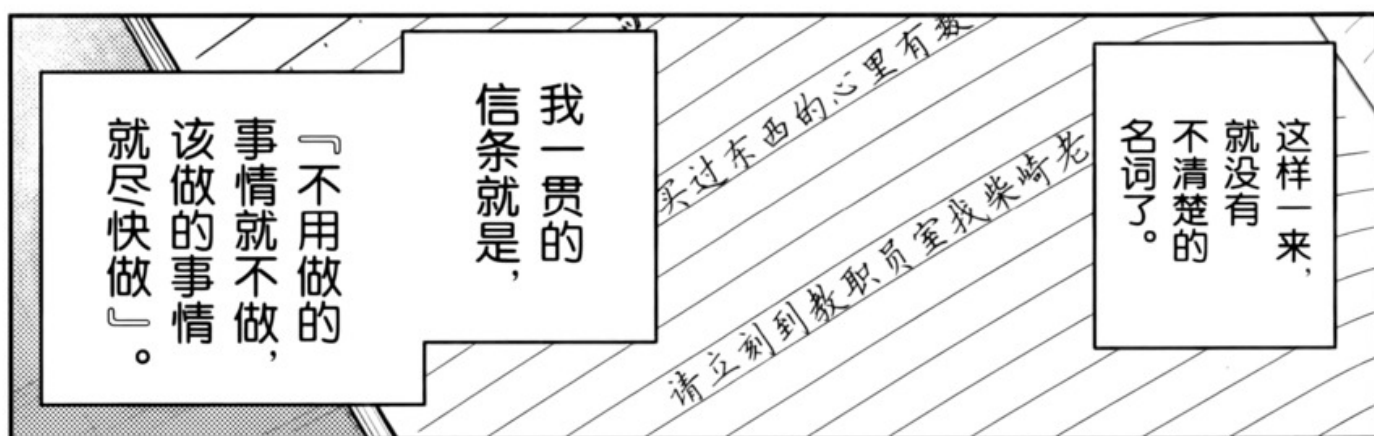 这样一来，
就没有
不清楚的
名词了。
买过东西的心里有数
请立刻到教职员室找柴崎老
我一贯的
信条就是，
『不用做的
事情就不做，
该做的事情
就尽快做』。